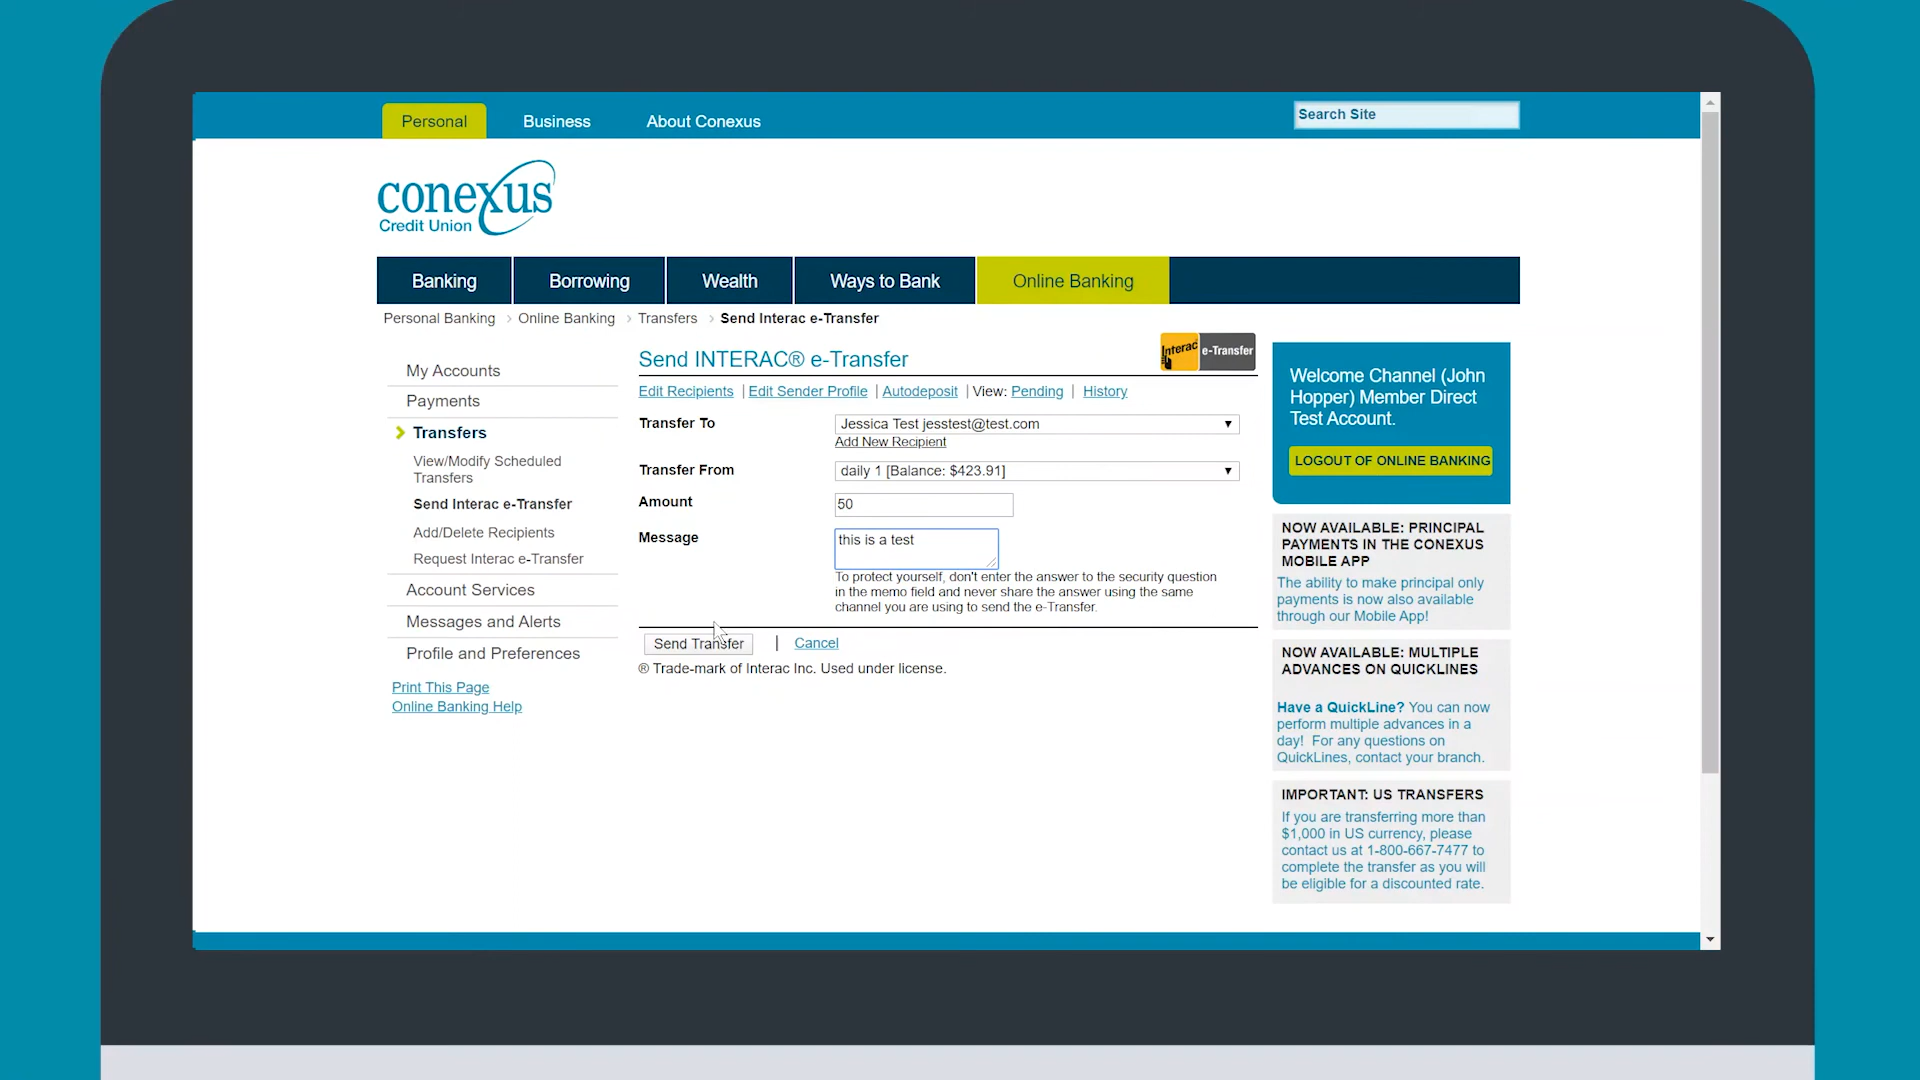 Personal
Business
About Conexus
Search Site
conexus
Credit Union
Banking
Borrowing
Wealth
Ways to Bank
Online Banking
Personal Banking › Online Banking › Transfers › Send Interac e-Transfer
My Accounts
Payments
Transfers
View/Modify Scheduled
Transfers
Send Interac e-Transfer
Add/Delete Recipients
Request Interac e-Transfer
Account Services
Messages and Alerts
Profile and Preferences
Print This Page
Online Banking Help
Send INTERAC® e-Transfer
Interac e-Transfer
Edit Recipients | Edit Sender Profile | Autodeposit | View: Pending | History
Transfer To
Jessica Test jesstest@test.com
Add New Recipient
Transfer From
daily 1 [Balance: $423.91]
Amount
50
Message
this is a test
To protect yourself, don't enter the answer to the security question
in the memo field and never share the answer using the same
channel you are using to send the e-Transfer.
Send Transfer | Cancel
® Trade-mark of Interac Inc. Used under license.
Welcome Channel (John
Hopper) Member Direct
Test Account.
LOGOUT OF ONLINE BANKING
NOW AVAILABLE: PRINCIPAL
PAYMENTS IN THE CONEXUS
MOBILE APP
The ability to make principal only
payments is now also available
through our Mobile App!
NOW AVAILABLE: MULTIPLE
ADVANCES ON QUICKLINES
Have a QuickLine? You can now
perform multiple advances in a
day! For any questions on
QuickLines, contact your branch.
IMPORTANT: US TRANSFERS
If you are transferring more than
$1,000 in US currency, please
contact us at 1-800-667-7477 to
complete the transfer as you will
be eligible for a discounted rate.